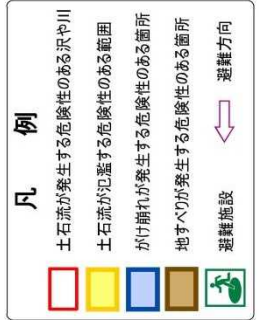 凡 例
土石流が発生する危険性のある沢や川
土石流が氾濫する危険性のある範囲
がけ崩れが発生する危険性のある箇所
地すべりが発生する危険性のある箇所
避難施設 避難方向